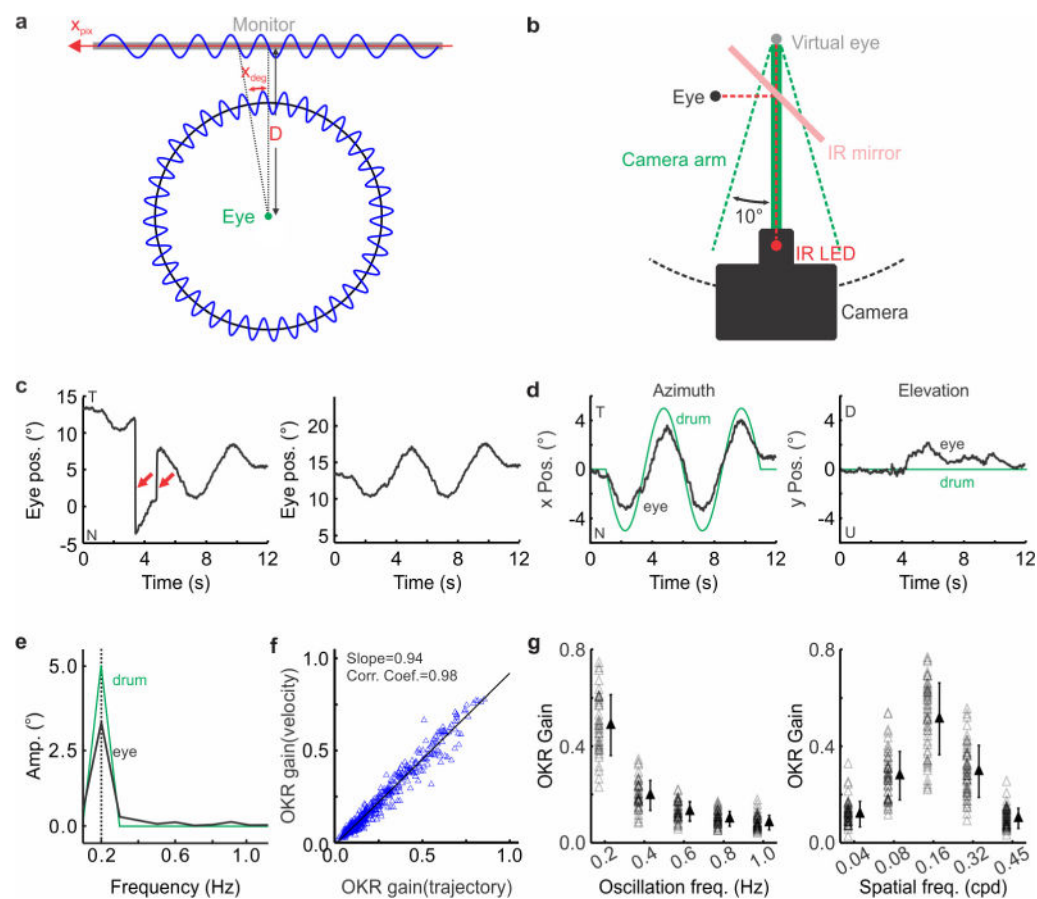 a
Monitor
x_pix
x_deg
D
Eye
b
Virtual eye
Eye
IR mirror
Camera arm
10°
IR LED
Camera
c
Eye pos. (°)
15
10
5
0
-5
T
N
0 4 8 12
Time (s)
Eye pos. (°)
20
15
10
5
0 4 8 12
Time (s)
d
Azimuth
x Pos. (°)
4
0
-4
T
N
drum
eye
0 4 8 12
Time (s)
Elevation
y Pos. (°)
4
0
-4
D
U
eye
drum
0 4 8 12
Time (s)
e
Amp. (°)
5.0
2.5
0.0
drum
eye
0.2 0.6 1.0
Frequency (Hz)
f
OKR gain(velocity)
1.0
0.5
0.0
Slope=0.94
Corr. Coef.=0.98
0.0 0.5 1.0
OKR gain(trajectory)
g
OKR Gain
0.8
0.4
0.0
0.2 0.4 0.6 0.8 1.0
Oscillation freq. (Hz)
OKR Gain
0.8
0.4
0.0
0.04 0.08 0.16 0.32 0.45
Spatial freq. (cpd)